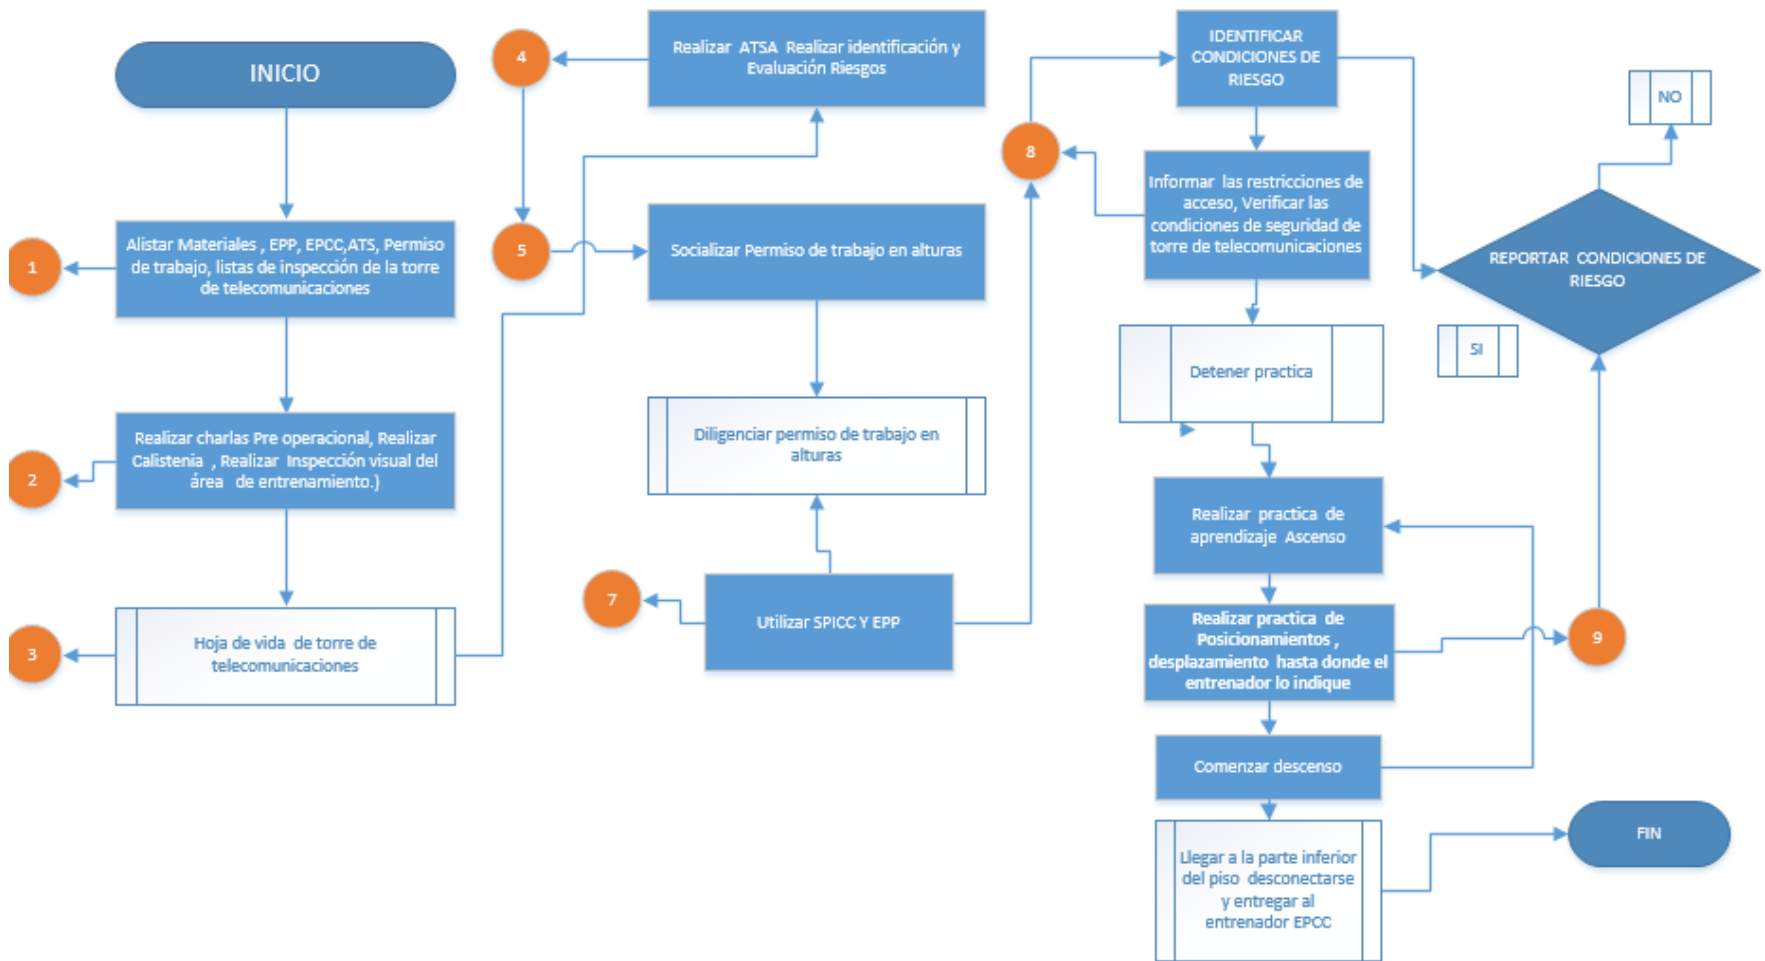 INICIO
1
Alistar Materiales , EPP, EPCC,ATS, Permiso
de trabajo, listas de inspección de la torre
de telecomunicaciones
2
Realizar charlas Pre operacional, Realizar
Calistenia , Realizar Inspección visual del
área de entrenamiento.)
3
Hoja de vida de torre de
telecomunicaciones
4
Realizar ATSA Realizar identificación y
Evaluación Riesgos
5
Socializar Permiso de trabajo en alturas
Diligenciar permiso de trabajo en
alturas
7
Utilizar SPICC Y EPP
8
IDENTIFICAR
CONDICIONES DE
RIESGO
Informar las restricciones de
acceso, Verificar las
condiciones de seguridad de
torre de telecomunicaciones
Detener practica
Realizar practica de
aprendizaje Ascenso
Realizar practica de
Posicionamientos ,
desplazamiento hasta donde el
entrenador lo indique
Comenzar descenso
Llegar a la parte inferior
del piso desconectarse
y entregar al
entrenador EPCC
NO
REPORTAR CONDICIONES DE
RIESGO
SI
9
FIN